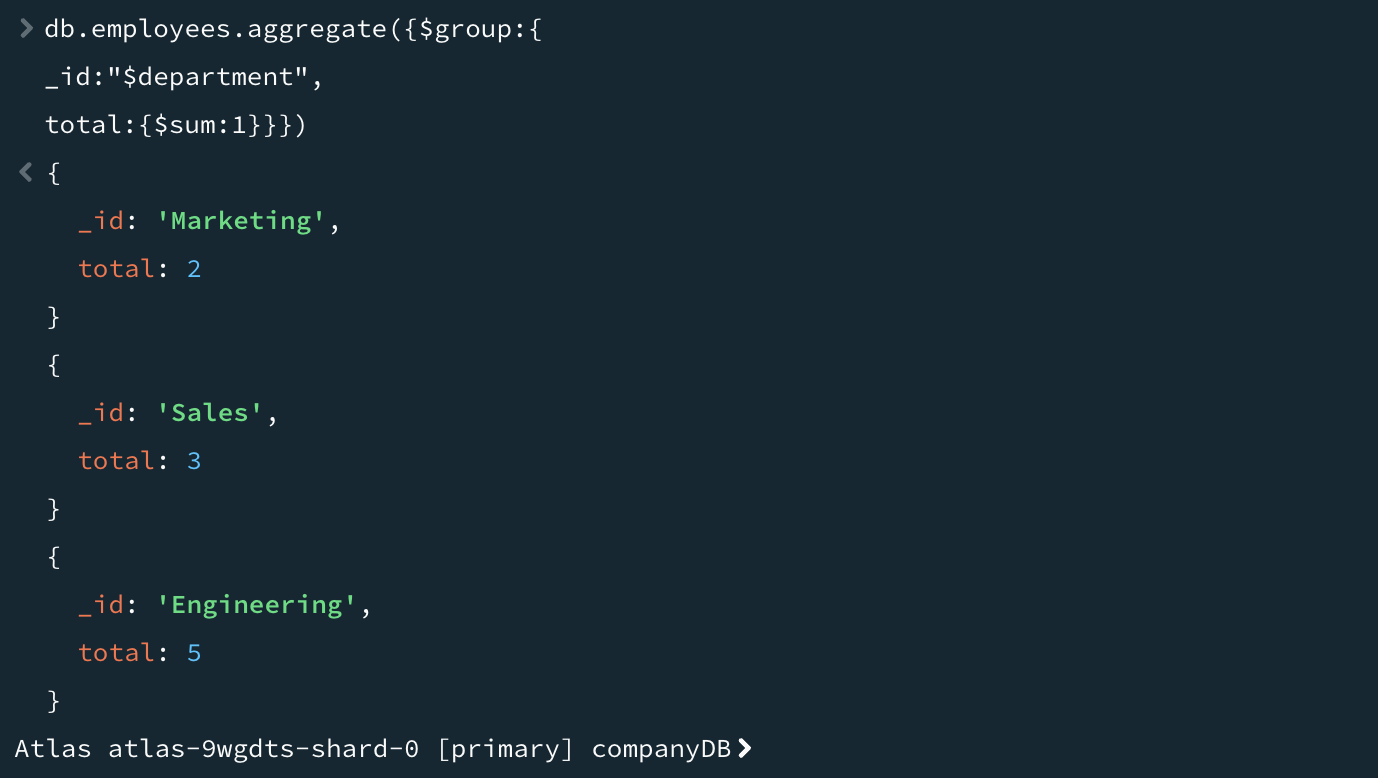 > db.employees.aggregate({$group:{
_id:"$department",
total:{$sum:1}}})
< {
_id: 'Marketing',
total: 2
}
{
_id: 'Sales',
total: 3
}
{
_id: 'Engineering',
total: 5
}
Atlas atlas-9wgdts-shard-0 [primary] companyDB>